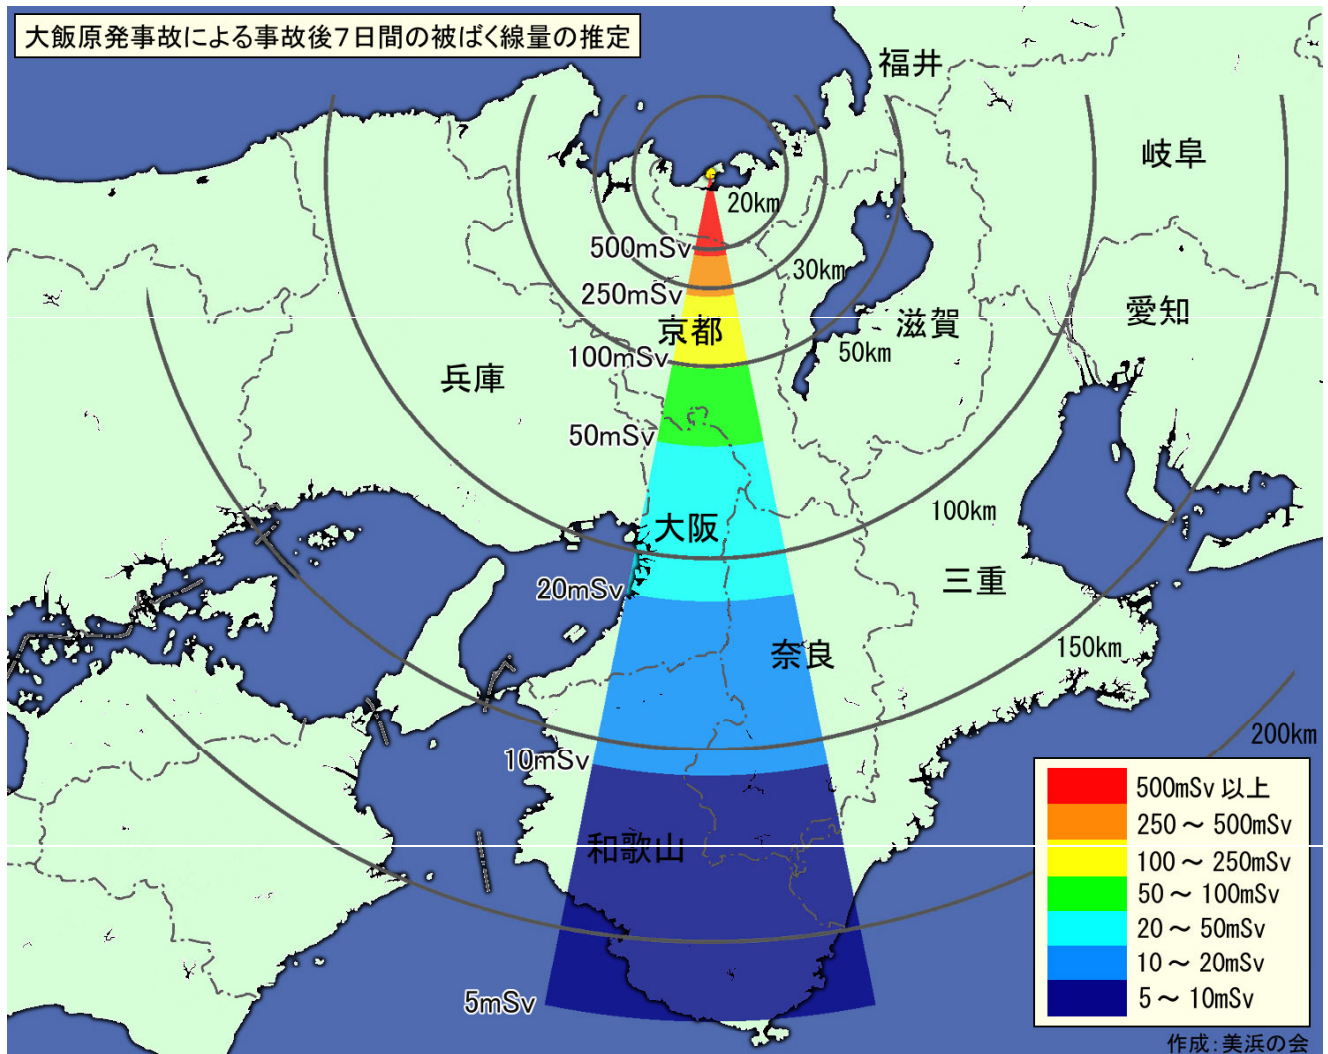 大飯原発事故による事故後7日間の被ばく線量の推定
福井
岐阜
20km
500mSv
30km
250mSv
愛知
滋賀
京都
50km
100mSv
兵庫
50mSv
100km
大阪
三重
20mSv
奈良
150km
200km
10mSv
和歌山
5mSv
500mSv 以上
250 ~ 500mSv
100 ~ 250mSv
50 ~ 100mSv
20 ~ 50mSv
10 ~ 20mSv
5 ~ 10mSv
作成:美浜の会